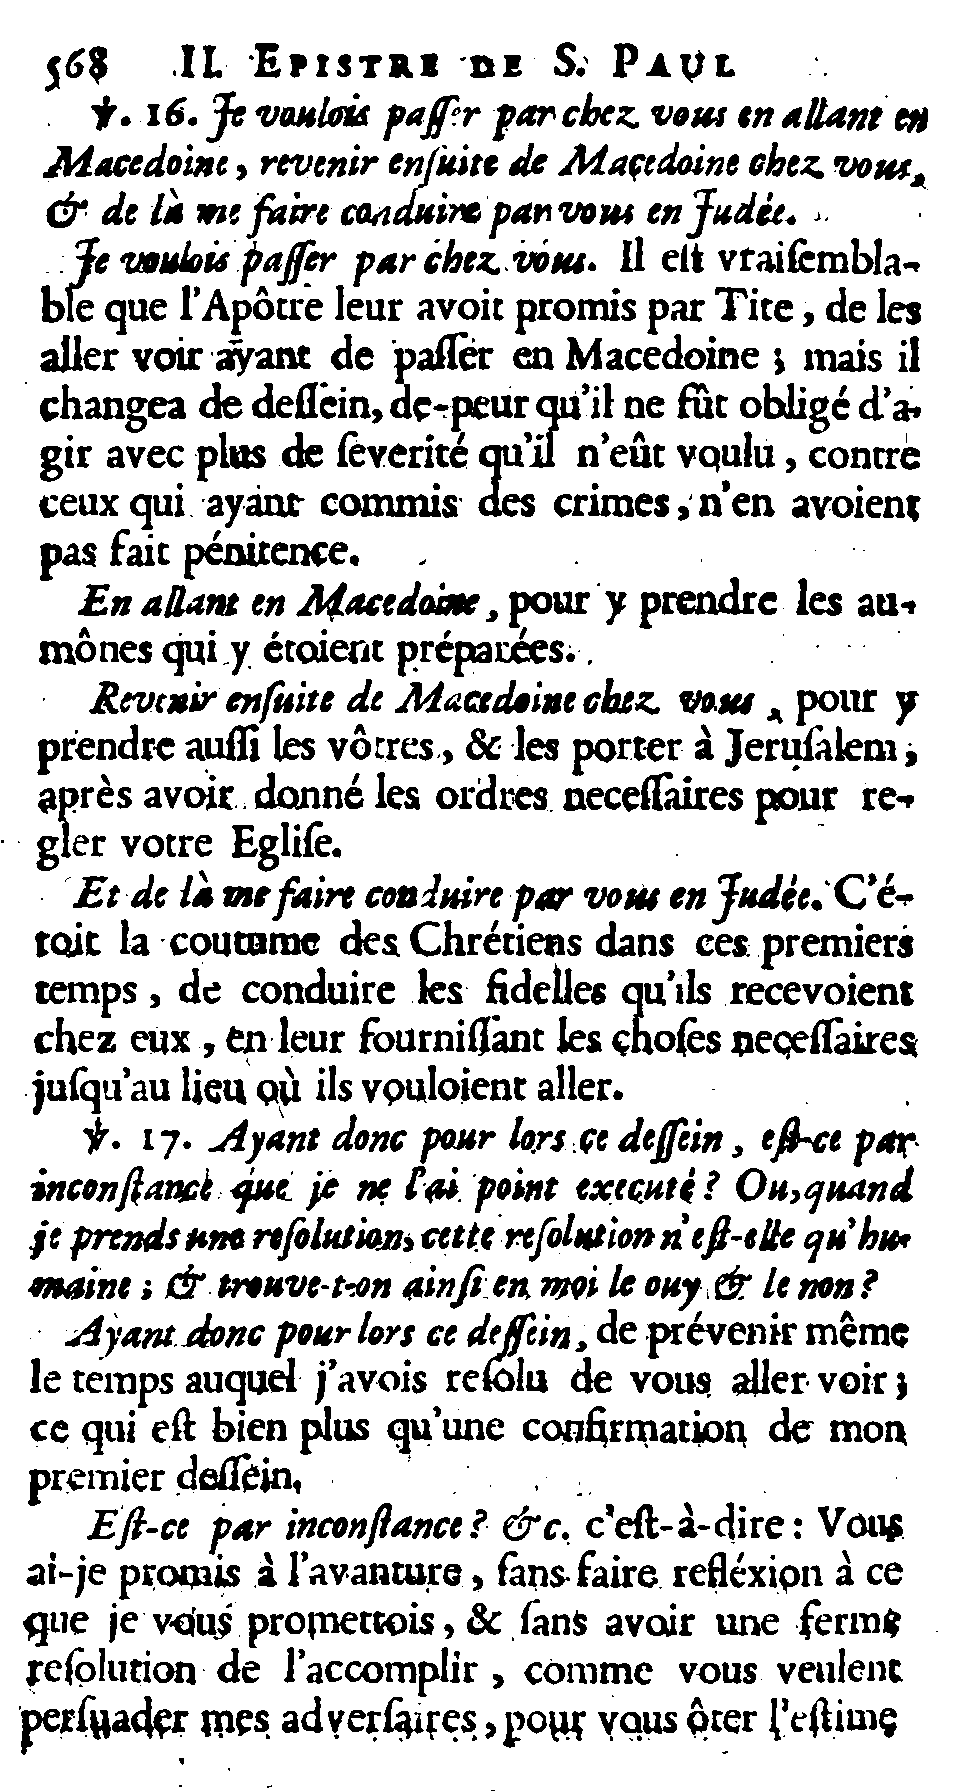 568 II. EPISTRE DE S. PAUL
℣. 16. Je voulois paſſer par chez vous en allant en
Macedoine, revenir enſuite de Macedoine chez vous,
& de là me faire conduire par vous en Judée.
Je voulois paſſer par chez vous. Il eſt vraiſembla-
ble que l'Apôtre leur avoit promis par Tite, de les
aller voir avant de paſſer en Macedoine ; mais il
changea de deſſein, de-peur qu'il ne fût obligé d'a-
gir avec plus de ſeverité qu'il n'eût voulu, contre
ceux qui ayant commis des crimes, n'en avoient
pas fait pénitence.
En allant en Macedoine, pour y prendre les au-
mônes qui y étoient préparées.
Revenir enſuite de Macedoine chez vous, pour y
prendre auſſi les vôtres, & les porter à Jeruſalem,
après avoir donné les ordres neceſſaires pour re-
gler votre Egliſe.
Et de là me faire conduire par vous en Judée. C'é-
toit la coutume des Chrétiens dans ces premiers
temps, de conduire les fidelles qu'ils recevoient
chez eux, en leur fourniſſant les choſes neceſſaires
juſqu'au lieu où ils vouloient aller.
℣. 17. Ayant donc pour lors ce deſſein, eſt-ce par
inconſtance que je ne l'ai point executé ? Ou, quand
je prends une reſolution, cette reſolution n'eſt-elle qu'hu-
maine ; & trouve-t-on ainſi en moi le ouy & le non ?
Ayant donc pour lors ce deſſein, de prévenir même
le temps auquel j'avois reſolu de vous aller voir ;
ce qui eſt bien plus qu'une confirmation de mon
premier deſſein.
Eſt-ce par inconſtance ? &c. c'eſt-à-dire : Vous
ai-je promis à l'avanture, ſans faire refléxion à ce
que je vous promettois, & ſans avoir une ferme
reſolution de l'accomplir, comme vous veulent
perſuader mes adverſaires, pour vous ôter l'eſtime